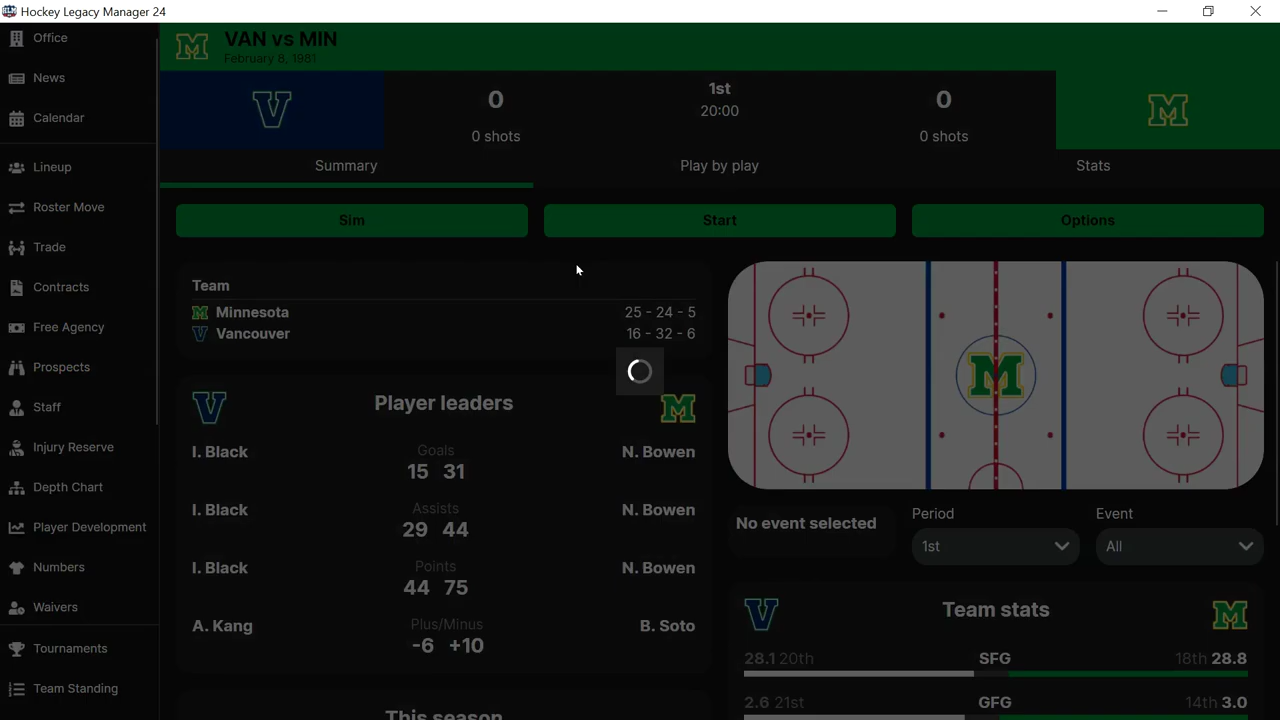 Hockey Legacy Manager 24
Office
News
Calendar
Lineup
Roster Move
Trade
Contracts
Free Agency
Prospects
Staff
Injury Reserve
Depth Chart
Player Development
Numbers
Waivers
Tournaments
Team Standing
M VAN vs MIN
February 8, 1981
V 0 1st 0 M
20:00
0 shots 0 shots
Summary Play by play Stats
Sim Start Options
Team
M Minnesota 25 - 24 - 5
V Vancouver 16 - 32 - 6
V Player leaders M
I. Black Goals N. Bowen
15 31
I. Black Assists N. Bowen
29 44
I. Black Points N. Bowen
44 75
A. Kang Plus/Minus B. Soto
-6 +10
This season
M
No event selected
Period Event
1st All
V Team stats M
28.1 20th SFG 18th 28.8
2.6 21st GFG 14th 3.0